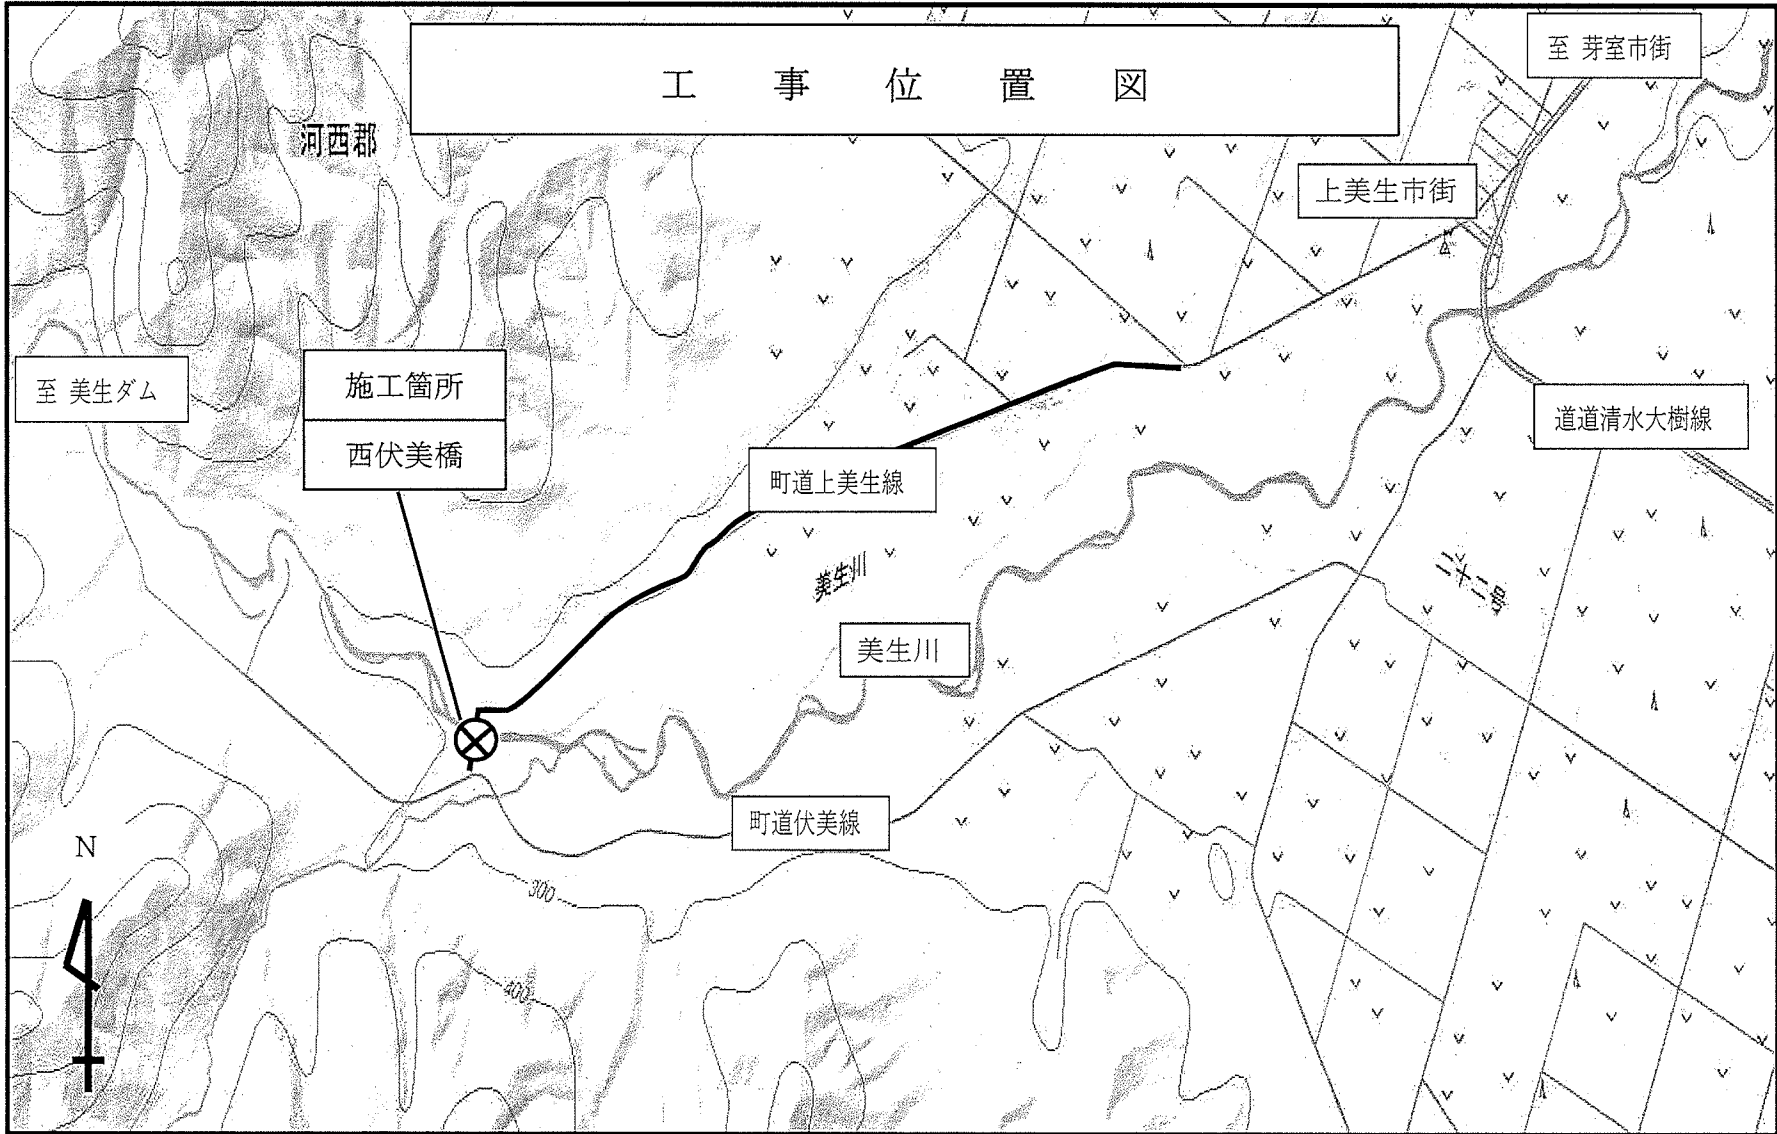 工事位置図
至 芽室市街
河西郡
上美生市街
至 美生ダム
施工箇所
西伏美橋
道道清水大樹線
町道上美生線
美生川
二十二号
美生川
町道伏美線
N
300
400